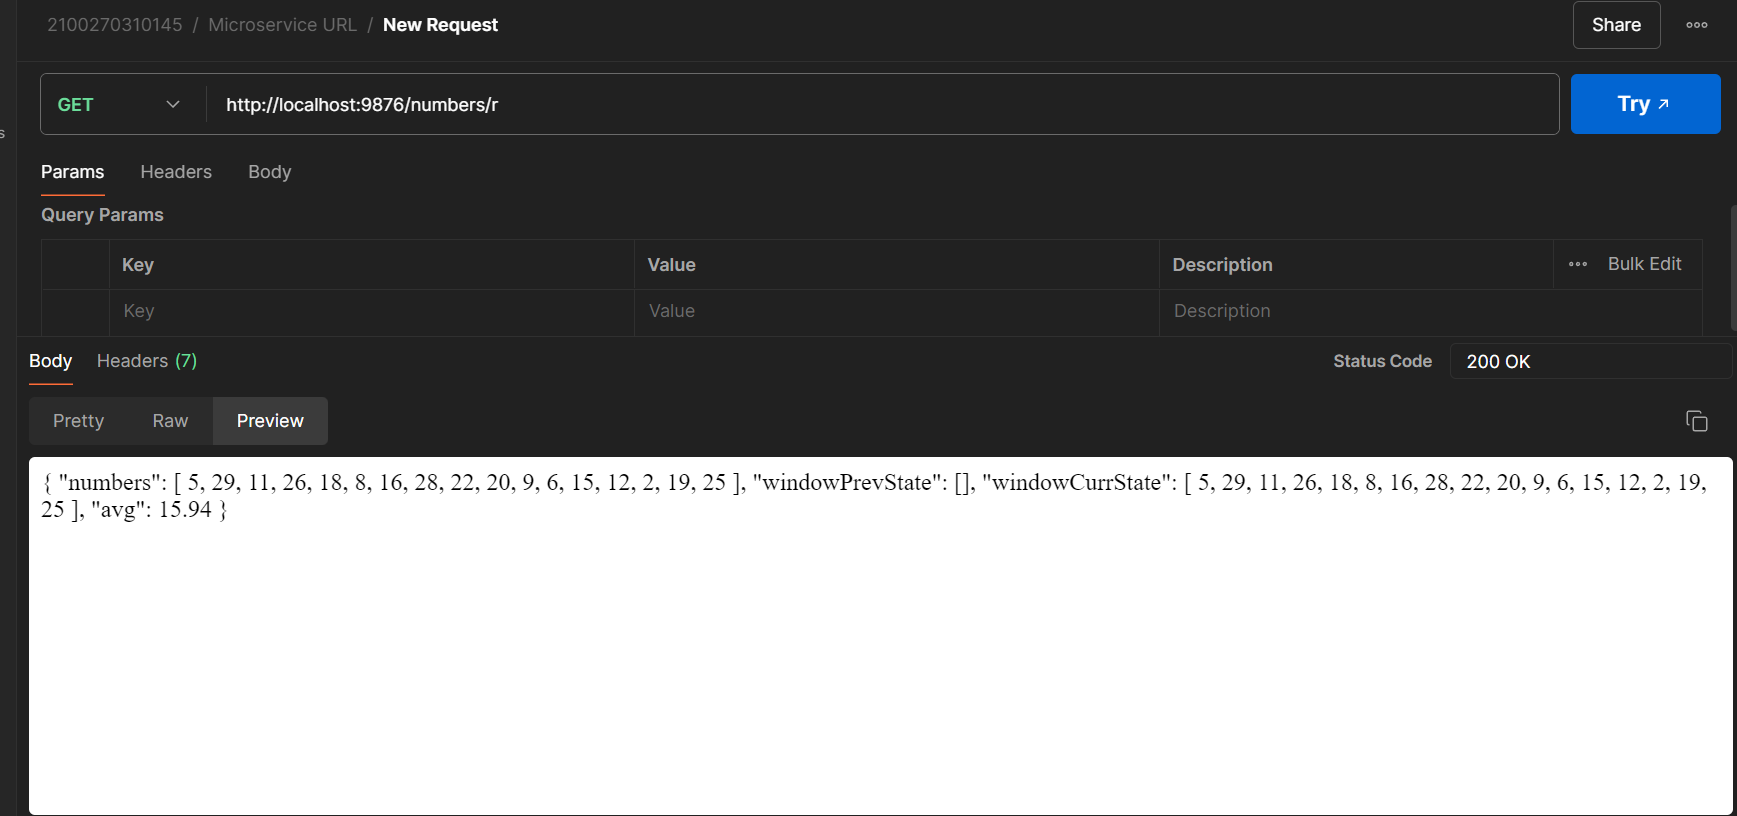 2100270310145 / Microservice URL / New Request
Share
s
GET
http://localhost:9876/numbers/r
Try
Params Headers Body
Query Params
Key Value Description Bulk Edit
Key Value Description
Body Headers (7)
Status Code 200 OK
Pretty Raw Preview
{ "numbers": [ 5, 29, 11, 26, 18, 8, 16, 28, 22, 20, 9, 6, 15, 12, 2, 19, 25 ], "windowPrevState": [], "windowCurrState": [ 5, 29, 11, 26, 18, 8, 16, 28, 22, 20, 9, 6, 15, 12, 2, 19,
25 ], "avg": 15.94 }